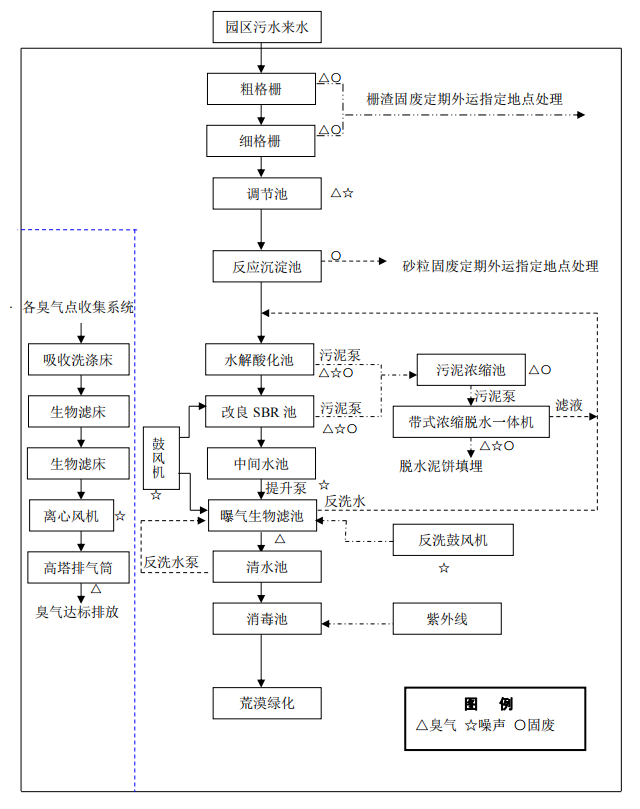 园区污水来水
粗格栅
△○
栅渣固废定期外运指定地点处理
细格栅
△○
调节池
△☆
反应沉淀池
○
砂粒固废定期外运指定地点处理
各臭气点收集系统
吸收洗涤床
生物滤床
生物滤床
离心风机
☆
高塔排气筒
△
臭气达标排放
水解酸化池
污泥泵
△☆○
污泥浓缩池
△○
污泥泵
改良 SBR 池
污泥泵
△☆○
带式浓缩脱水一体机
滤液
△☆○
脱水泥饼填埋
鼓风机
☆
中间水池
提升泵
☆
反洗水
曝气生物滤池
△
反洗鼓风机
☆
反洗水泵
清水池
消毒池
紫外线
荒漠绿化
图 例
△臭气 ☆噪声 ○固废